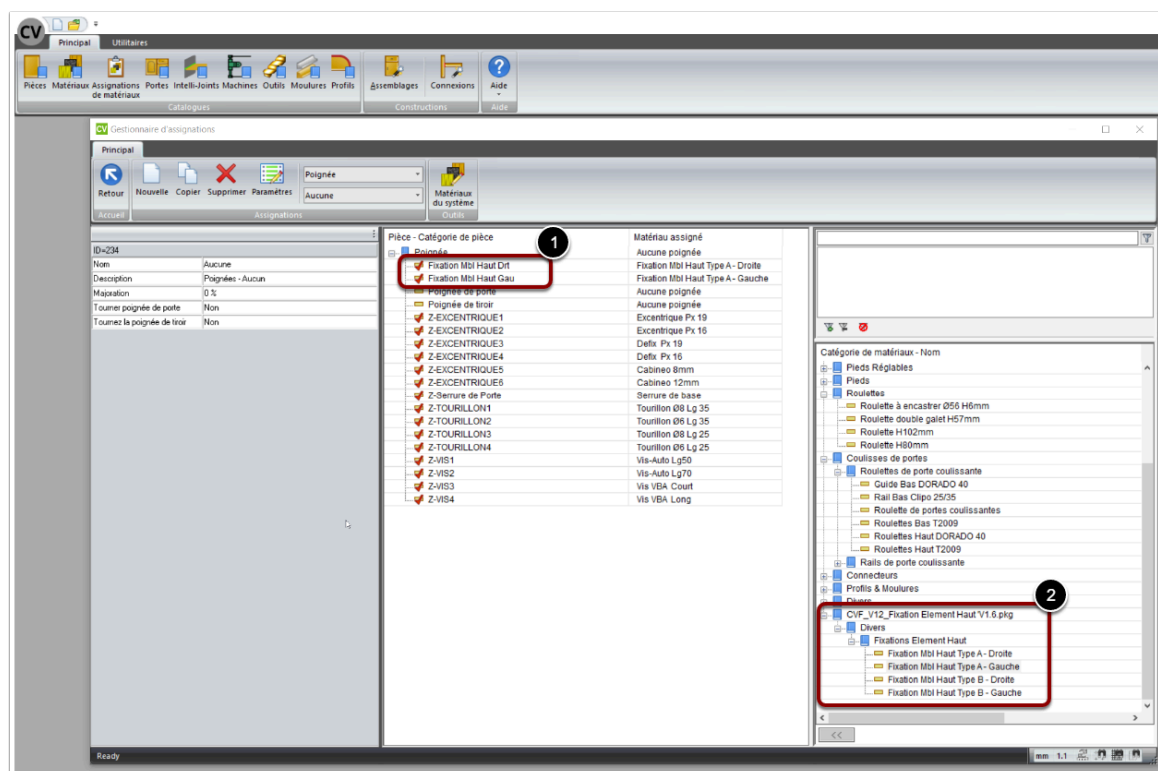 CV
Principal Utilitaires
Pièces Matériaux Assignations de matériaux Portes Intelli-Joints Machines Outils Moulures Profils Assemblages Connexions Aide
Catalogues Constructions Aide
CV Gestionnaire d'assignations
Principal
Retour Nouvelle Copier Supprimer Paramètres Poignée Aucune Matériaux du système
Accueil Assignations Outils
ID=234
Nom Aucune
Description Poignées - Aucun
Majoration 0 %
Tourner poignée de porte Non
Tournez la poignée de tiroir Non
Pièce - Catégorie de pièce Matériau assigné
1
Poignée Aucune poignée
Fixation Mbl Haut Drt Fixation Mbl Haut Type A - Droite
Fixation Mbl Haut Gau Fixation Mbl Haut Type A - Gauche
Poignée de porte Aucune poignée
Poignée de tiroir Aucune poignée
Z-EXCENTRIQUE1 Excentrique Px 19
Z-EXCENTRIQUE2 Excentrique Px 16
Z-EXCENTRIQUE3 Defix Px 19
Z-EXCENTRIQUE4 Defix Px 16
Z-EXCENTRIQUE5 Cabineo 8mm
Z-EXCENTRIQUE6 Cabineo 12mm
Z-Serrure de Porte Serrure de base
Z-TOURILLON1 Tourillon Ø8 Lg 35
Z-TOURILLON2 Tourillon Ø6 Lg 35
Z-TOURILLON3 Tourillon Ø8 Lg 25
Z-TOURILLON4 Tourillon Ø6 Lg 25
Z-VIS1 Vis-Auto Lg50
Z-VIS2 Vis-Auto Lg70
Z-VIS3 Vis VBA Court
Z-VIS4 Vis VBA Long
Catégorie de matériaux - Nom
Pieds Réglables
Pieds
Roulettes
Roulette à encastrer Ø56 H6mm
Roulette double galet H57mm
Roulette H102mm
Roulette H80mm
Coulisses de portes
Roulettes de porte coulissante
Guide Bas DORADO 40
Rail Bas Clipo 25/35
Roulette de portes coulissantes
Roulettes Bas T2009
Roulettes Haut DORADO 40
Roulettes Haut T2009
Rails de porte coulissante
Connecteurs
Profils & Moulures
Divers
2
CVF_V12_Fixation Element Haut V1.6.pkg
Divers
Fixations Element Haut
Fixation Mbl Haut Type A - Droite
Fixation Mbl Haut Type A - Gauche
Fixation Mbl Haut Type B - Droite
Fixation Mbl Haut Type B - Gauche
<<
Ready mm 1.1